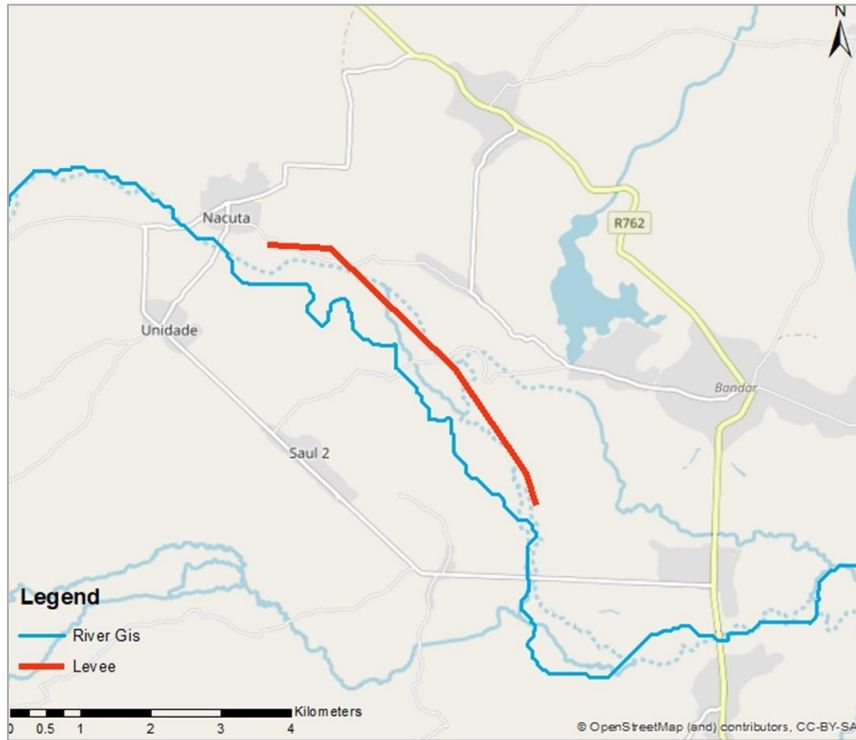 N
R762
Nacuta
Unidade
Bandar
Saul 2
Legend
River Gis
Levee
Kilometers
0 0.5 1 2 3 4
© OpenStreetMap (and) contributors, CC-BY-SA